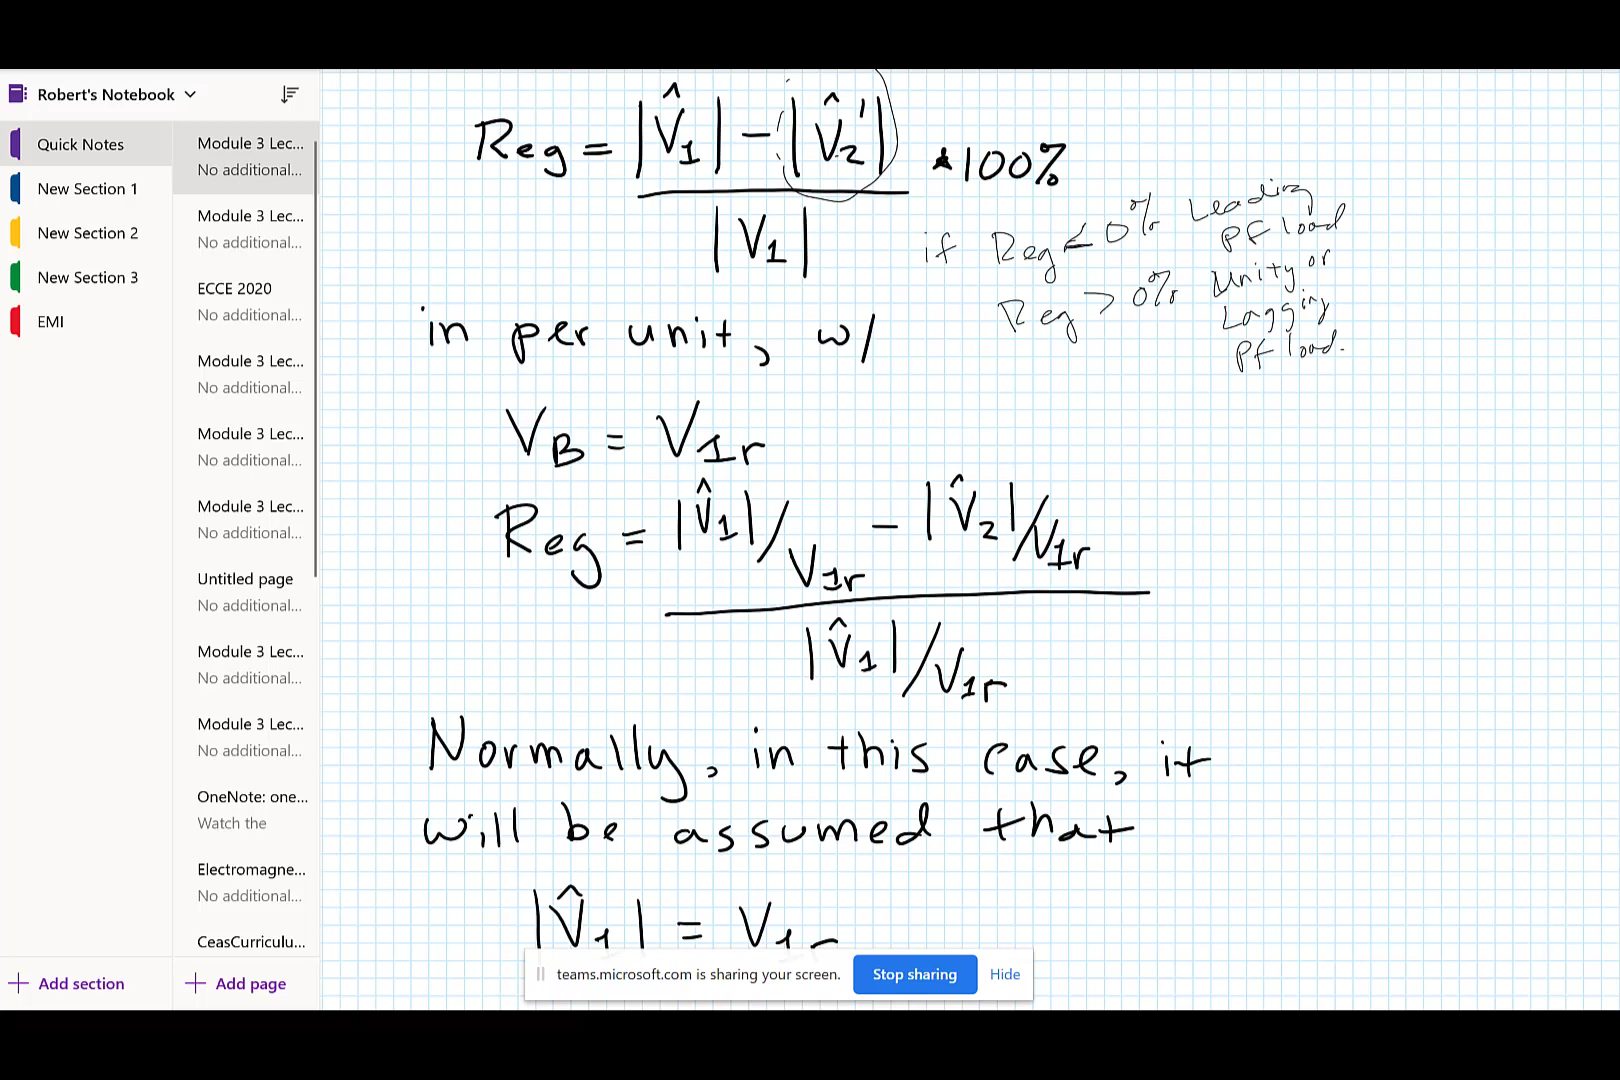 Robert's Notebook
Quick Notes
New Section 1
New Section 2
New Section 3
EMI
Add section
Module 3 Lec...
No additional...
Module 3 Lec...
No additional...
ECCE 2020
No additional...
Module 3 Lec...
No additional...
Module 3 Lec...
No additional...
Module 3 Lec...
No additional...
Untitled page
No additional...
Module 3 Lec...
No additional...
Module 3 Lec...
No additional...
OneNote: one...
Watch the
Electromagne...
No additional...
CeasCurriculu...
Add page
Reg = |V̂1| - |V̂2'| * 100%
|V1|
if Reg < 0% Leading
PF load
Reg > 0% Unity or
Lagging
PF load.
in per unit, w/
VB = V1r
Reg = |V̂1|/V1r - |V̂2|/V1r
|V̂1|/V1r
Normally, in this case, it
will be assumed that
|V̂1| = V1r
teams.microsoft.com is sharing your screen.
Stop sharing
Hide